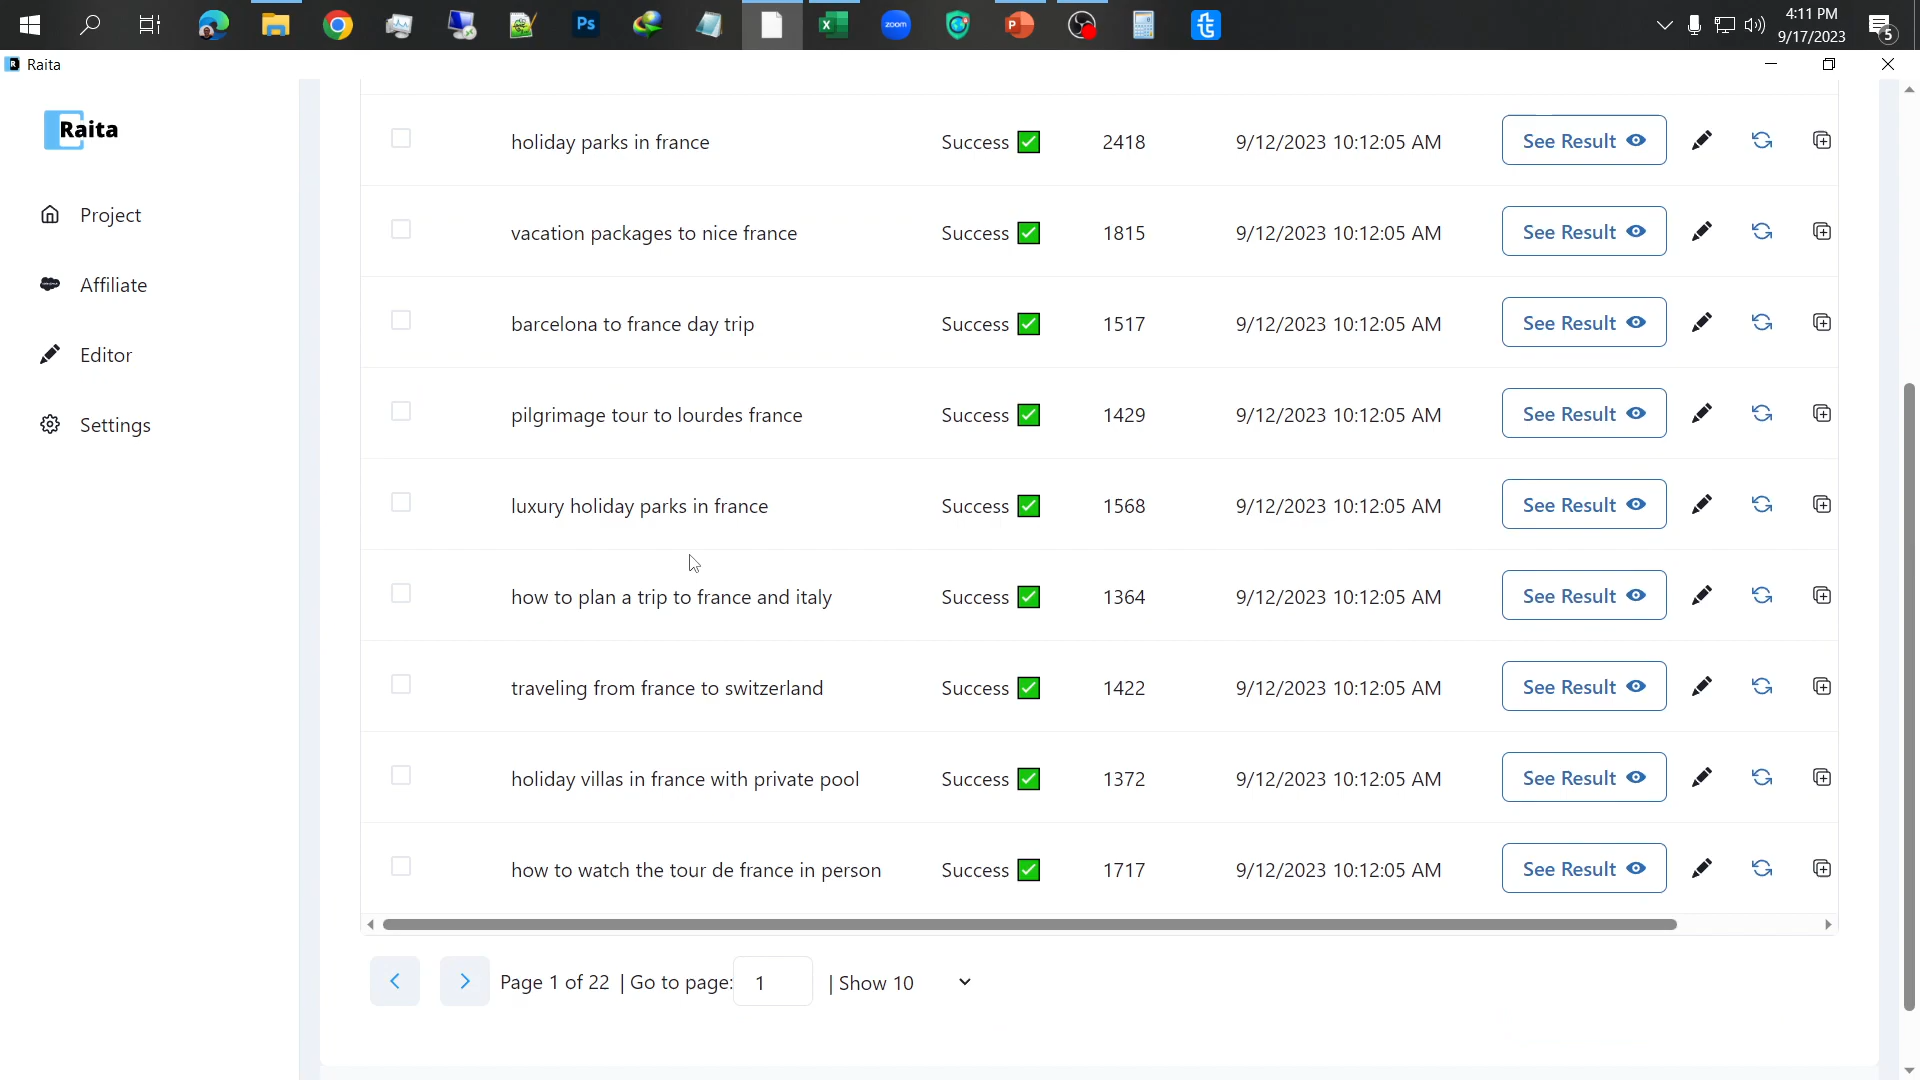 Ps
zoom
4:11 PM
9/17/2023
5
Raita
Raita
Project
Affiliate
Editor
Settings
holiday parks in france Success 2418 9/12/2023 10:12:05 AM See Result
vacation packages to nice france Success 1815 9/12/2023 10:12:05 AM See Result
barcelona to france day trip Success 1517 9/12/2023 10:12:05 AM See Result
pilgrimage tour to lourdes france Success 1429 9/12/2023 10:12:05 AM See Result
luxury holiday parks in france Success 1568 9/12/2023 10:12:05 AM See Result
how to plan a trip to france and italy Success 1364 9/12/2023 10:12:05 AM See Result
traveling from france to switzerland Success 1422 9/12/2023 10:12:05 AM See Result
holiday villas in france with private pool Success 1372 9/12/2023 10:12:05 AM See Result
how to watch the tour de france in person Success 1717 9/12/2023 10:12:05 AM See Result
Page 1 of 22 | Go to page: 1 | Show 10